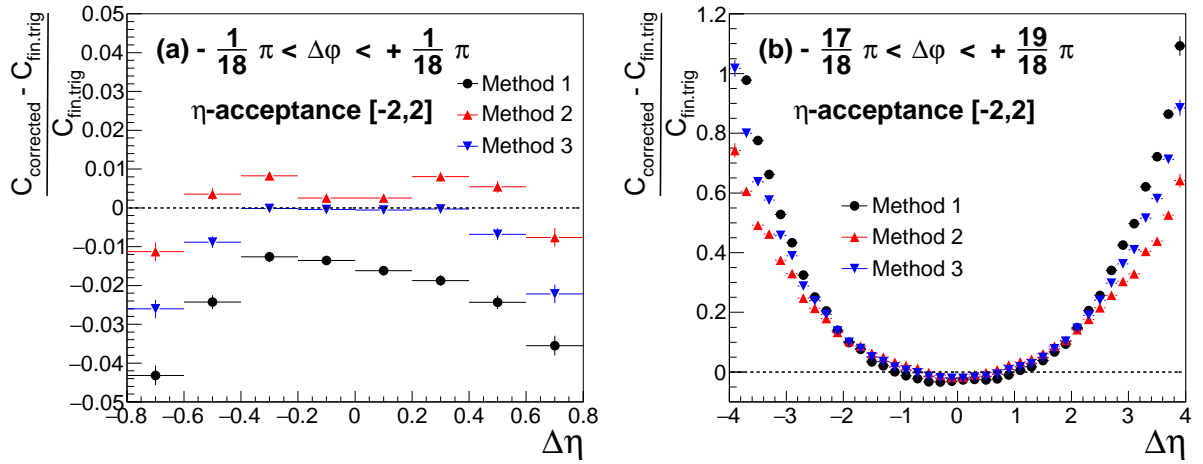 C_corrected - C_fin.trig
C_fin.trig
(a) - 1/18 π < Δφ < + 1/18 π
η-acceptance [-2,2]
Method 1
Method 2
Method 3
0.05
0.04
0.03
0.02
0.01
0
−0.01
−0.02
−0.03
−0.04
−0.05
−0.8 −0.6 −0.4 −0.2 0 0.2 0.4 0.6 0.8
Δη
C_corrected - C_fin.trig
C_fin.trig
(b) - 17/18 π < Δφ < + 19/18 π
η-acceptance [-2,2]
Method 1
Method 2
Method 3
1.2
1
0.8
0.6
0.4
0.2
0
−4 −3 −2 −1 0 1 2 3 4
Δη